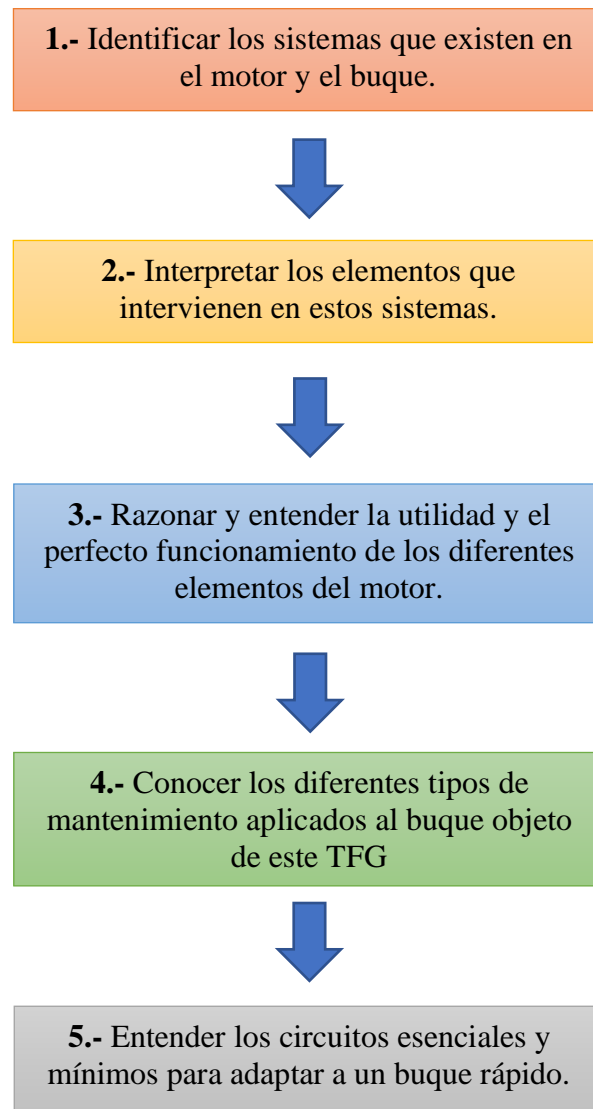 1.- Identificar los sistemas que existen en
el motor y el buque.
2.- Interpretar los elementos que
intervienen en estos sistemas.
3.- Razonar y entender la utilidad y el
perfecto funcionamiento de los diferentes
elementos del motor.
4.- Conocer los diferentes tipos de
mantenimiento aplicados al buque objeto
de este TFG
5.- Entender los circuitos esenciales y
mínimos para adaptar a un buque rápido.